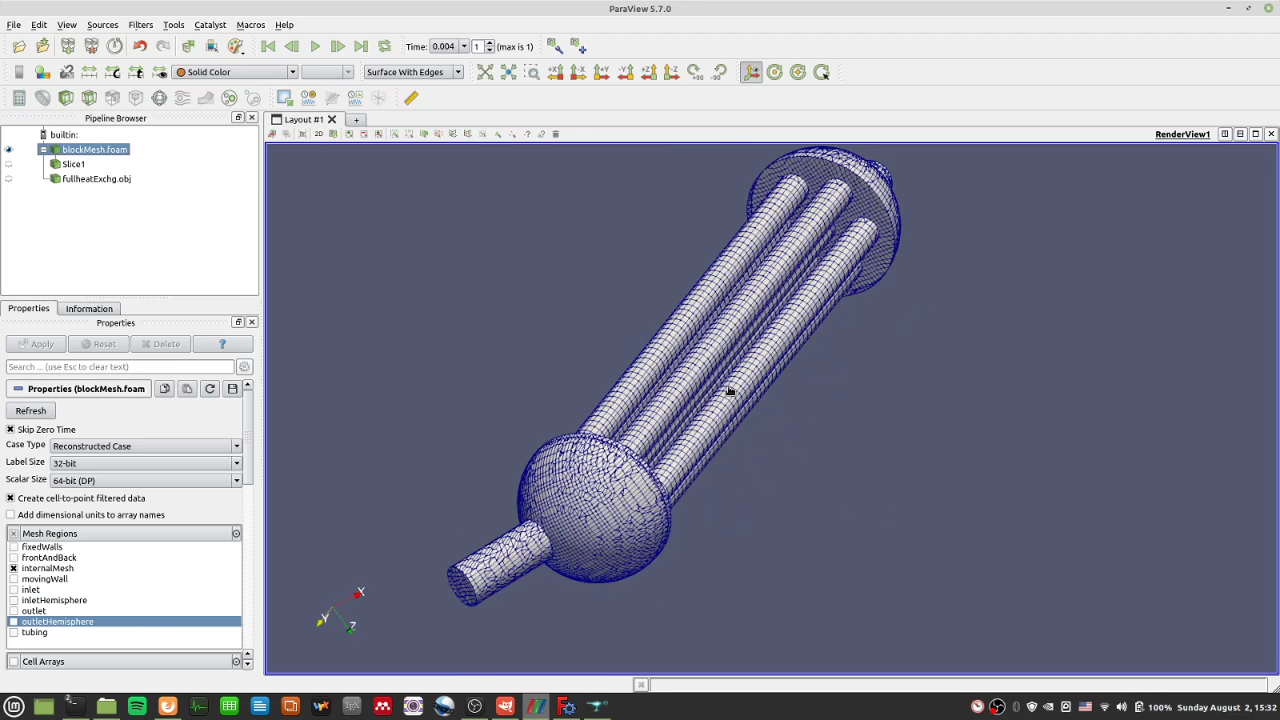 ParaView 5.7.0
File Edit View Sources Filters Tools Catalyst Macros Help
Time: 0.004 1 (max is 1)
Solid Color Surface With Edges +X -X +Y -Y +Z -Z +90 -90
Pipeline Browser
Layout #1
builtin:
2D 3D RenderView1
blockMesh.foam
Slice1
fullheatExchg.obj
Properties Information
Properties
Apply Reset Delete ?
Search ... (use Esc to clear text)
Properties (blockMesh.foam
Refresh
Skip Zero Time
Case Type Reconstructed Case
Label Size 32-bit
Scalar Size 64-bit (DP)
Create cell-to-point filtered data
Add dimensional units to array names
Mesh Regions
fixedWalls
frontAndBack
internalMesh
movingWall
inlet
inletHemisphere
outlet
outletHemisphere
tubing
Cell Arrays
X
Y
Z
100% Sunday August 2, 15:32